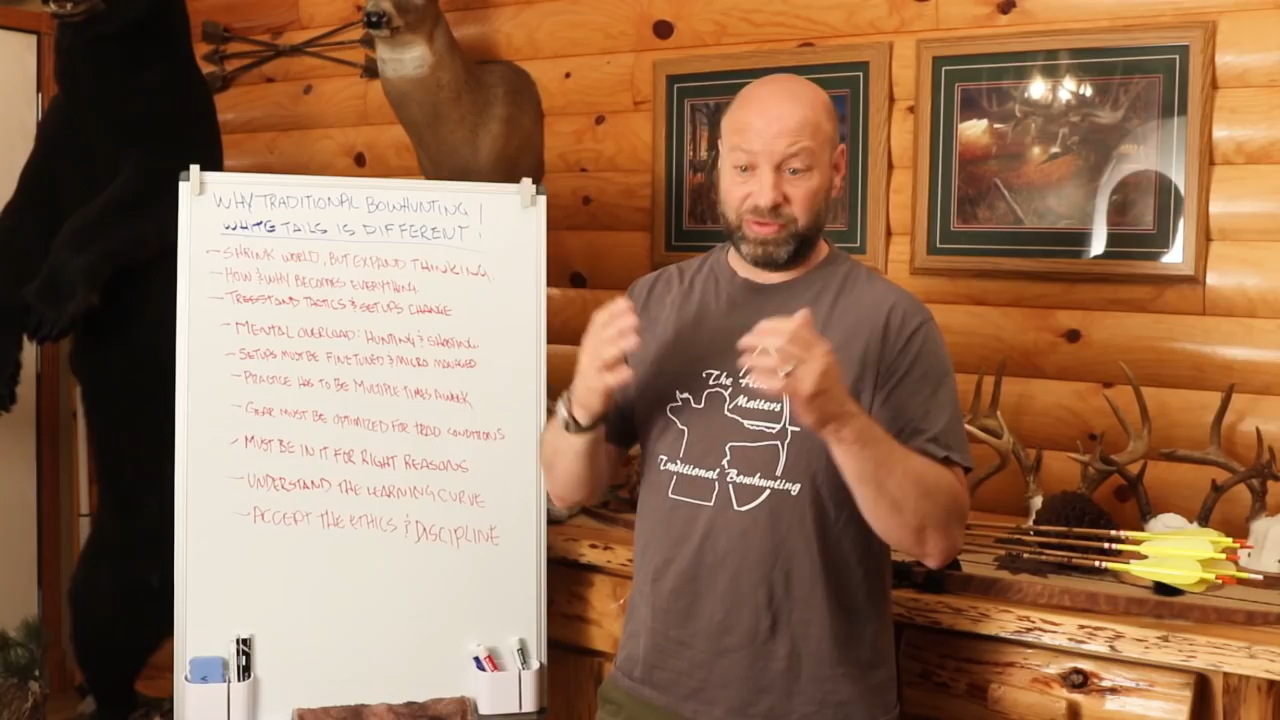 WHY TRADITIONAL BOWHUNTING
WHITETAILS IS DIFFERENT!
- SHRINK WORLD, BUT EXPAND THINKING
- HOW & WHY BECOMES EVERYTHING
- TREESTAND TACTICS & SETUPS CHANGE
- MENTAL OVERLOAD: HUNTING & SHOOTING
- SETUPS MUST BE FINETUNED & MICRO MANAGED
- PRACTICE HAS TO BE MULTIPLE TIMES A WEEK
- GEAR MUST BE OPTIMIZED FOR TRAD CONDITIONS
- MUST BE IN IT FOR RIGHT REASONS
- UNDERSTAND THE LEARNING CURVE
- ACCEPT THE ETHICS & DISCIPLINE
The
Matters
Traditional Bowhunting